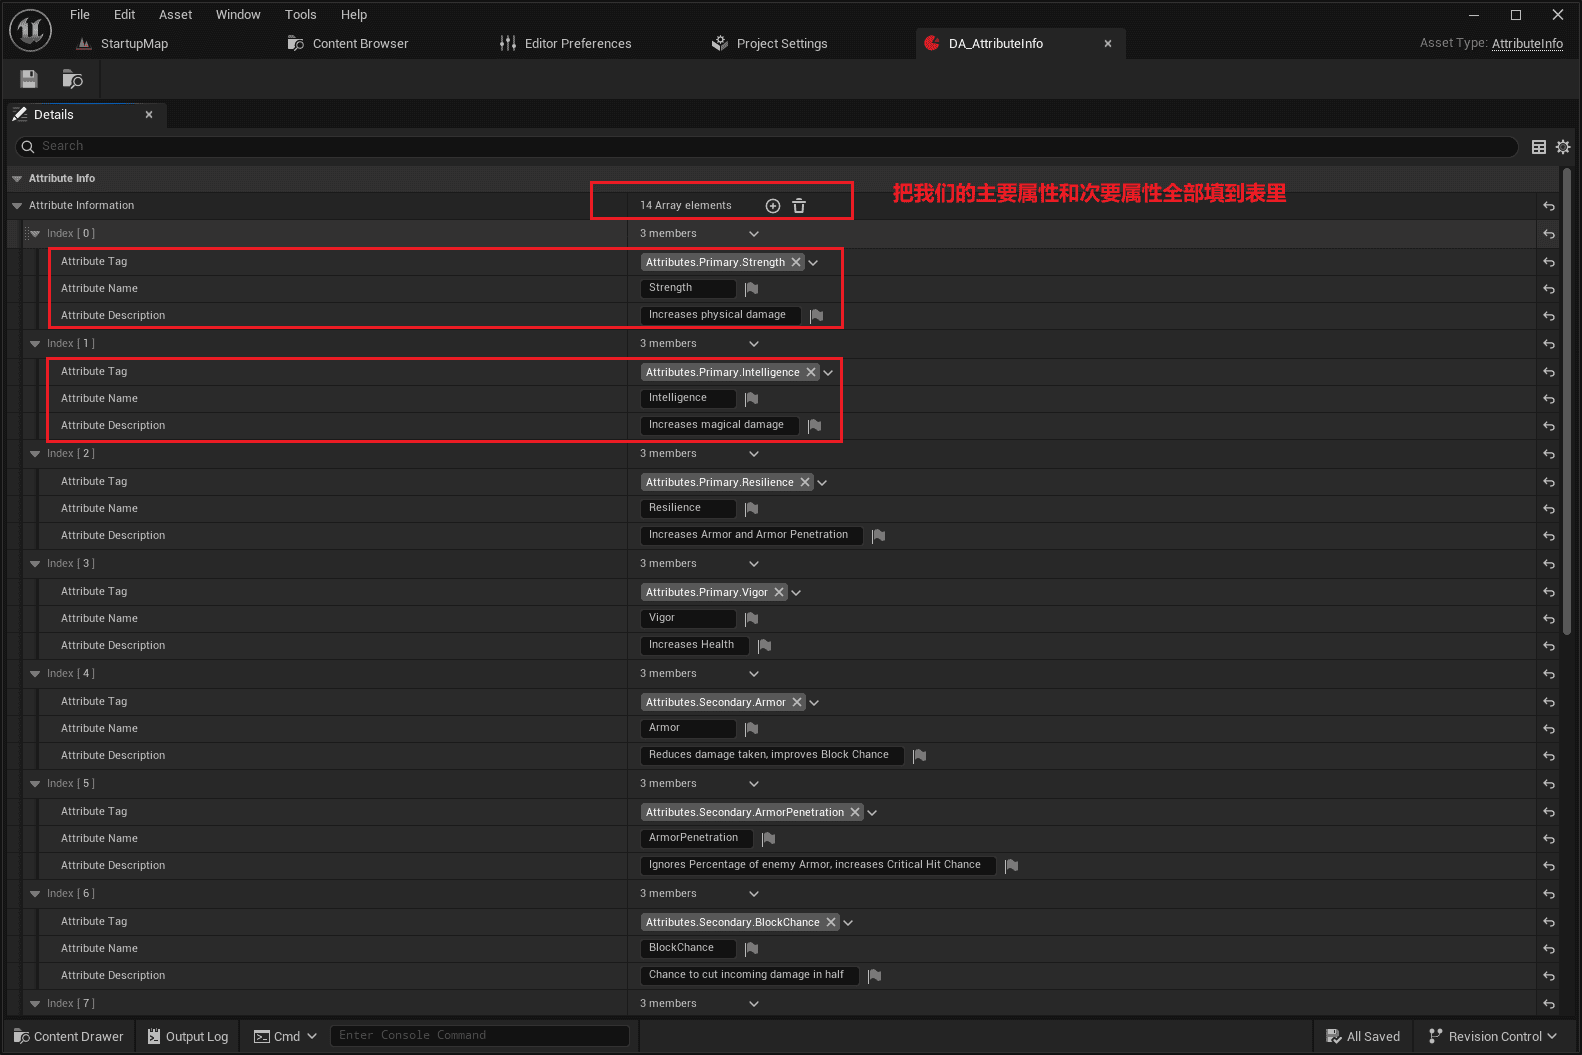 File Edit Asset Window Tools Help
StartupMap Content Browser Editor Preferences Project Settings DA_AttributeInfo Asset Type: AttributeInfo
Details
Search
Attribute Info
Attribute Information 14 Array elements 把我们的主要属性和次要属性全部填到表里
Index [ 0 ] 3 members
Attribute Tag Attributes.Primary.Strength
Attribute Name Strength
Attribute Description Increases physical damage
Index [ 1 ] 3 members
Attribute Tag Attributes.Primary.Intelligence
Attribute Name Intelligence
Attribute Description Increases magical damage
Index [ 2 ] 3 members
Attribute Tag Attributes.Primary.Resilience
Attribute Name Resilience
Attribute Description Increases Armor and Armor Penetration
Index [ 3 ] 3 members
Attribute Tag Attributes.Primary.Vigor
Attribute Name Vigor
Attribute Description Increases Health
Index [ 4 ] 3 members
Attribute Tag Attributes.Secondary.Armor
Attribute Name Armor
Attribute Description Reduces damage taken, improves Block Chance
Index [ 5 ] 3 members
Attribute Tag Attributes.Secondary.ArmorPenetration
Attribute Name ArmorPenetration
Attribute Description Ignores Percentage of enemy Armor, increases Critical Hit Chance
Index [ 6 ] 3 members
Attribute Tag Attributes.Secondary.BlockChance
Attribute Name BlockChance
Attribute Description Chance to cut incoming damage in half
Index [ 7 ] 3 members
Content Drawer Output Log Cmd Enter Console Command All Saved Revision Control